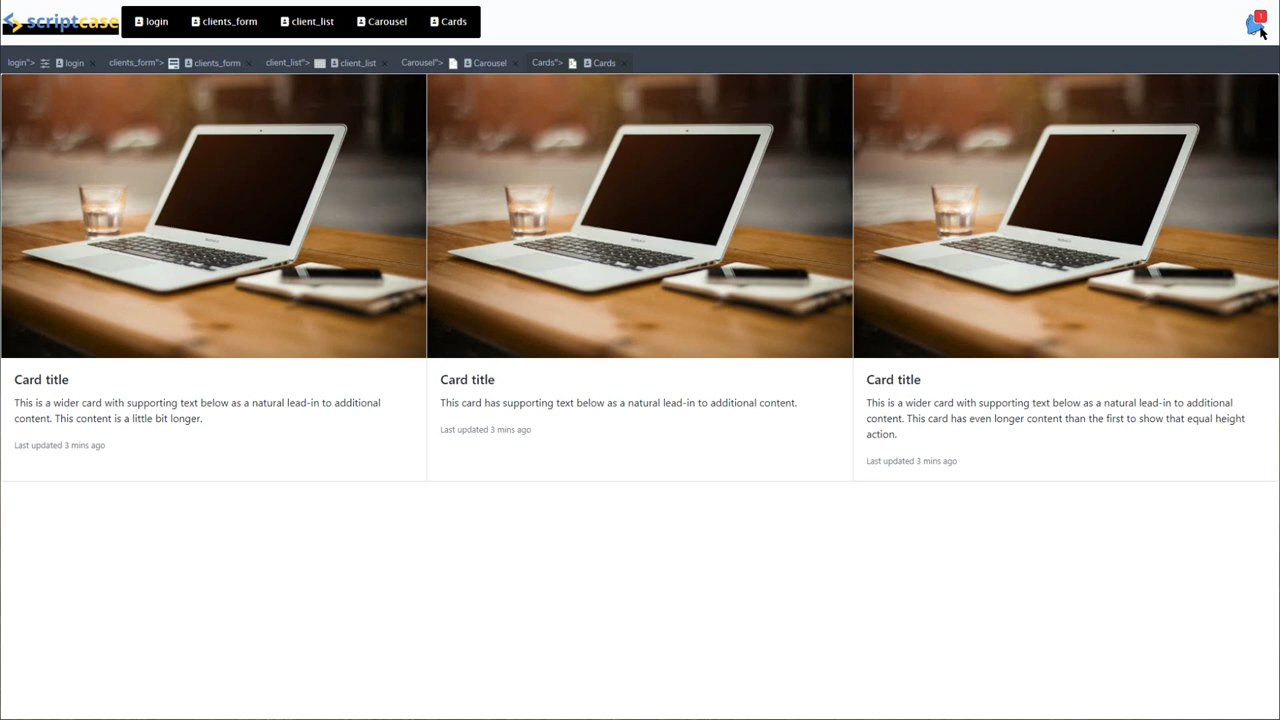 scriptcase login clients_form client_list Carousel Cards 1
login"> login × clients_form"> clients_form × client_list"> client_list × Carousel"> Carousel × Cards"> Cards ×
Card title
This is a wider card with supporting text below as a natural lead-in to additional
content. This content is a little bit longer.
Last updated 3 mins ago
Card title
This card has supporting text below as a natural lead-in to additional content.
Last updated 3 mins ago
Card title
This is a wider card with supporting text below as a natural lead-in to additional
content. This card has even longer content than the first to show that equal height
action.
Last updated 3 mins ago